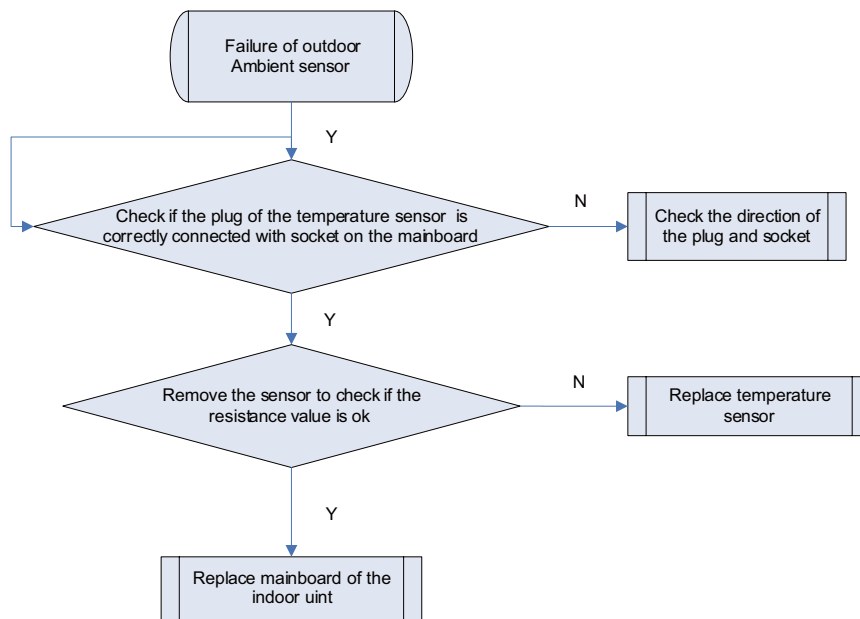 Failure of outdoor
Ambient sensor
Y
Check if the plug of the temperature sensor is
correctly connected with socket on the mainboard
N
Check the direction of
the plug and socket
Y
Remove the sensor to check if the
resistance value is ok
N
Replace temperature
sensor
Y
Replace mainboard of the
indoor uint